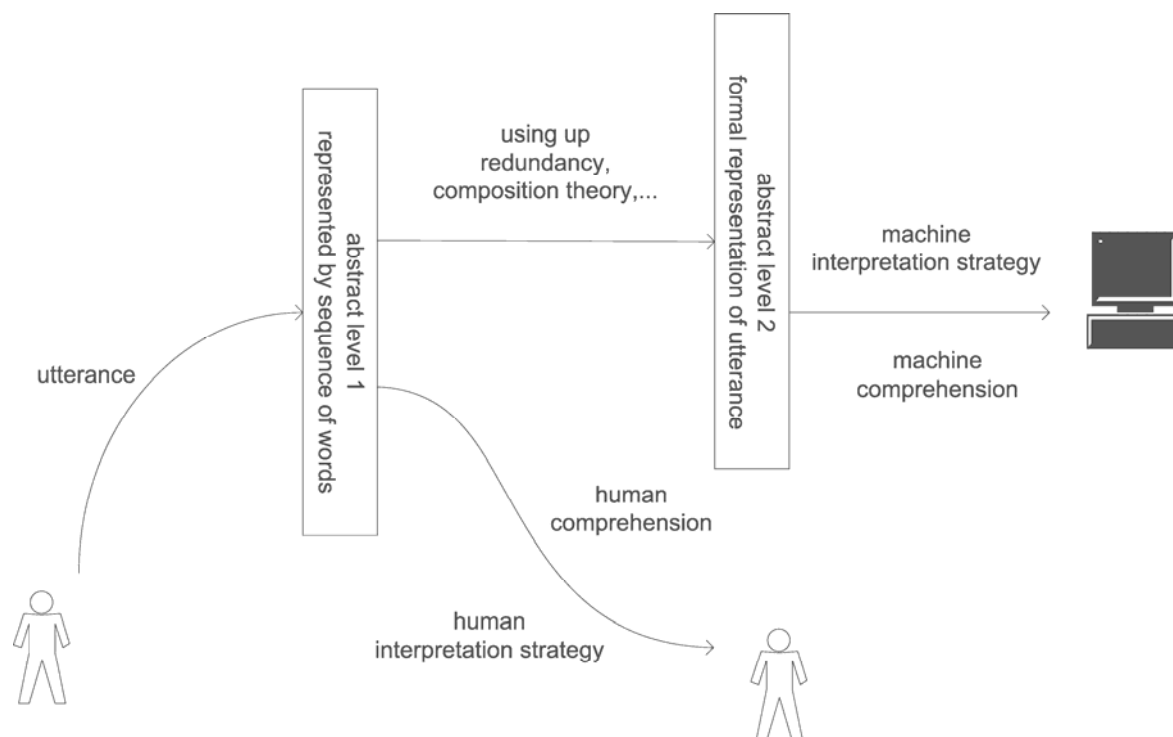 utterance
abstract level 1
represented by sequence of words
using up
redundancy,
composition theory,...
human
comprehension
human
interpretation strategy
abstract level 2
formal representation of utterance
machine
interpretation strategy
machine
comprehension